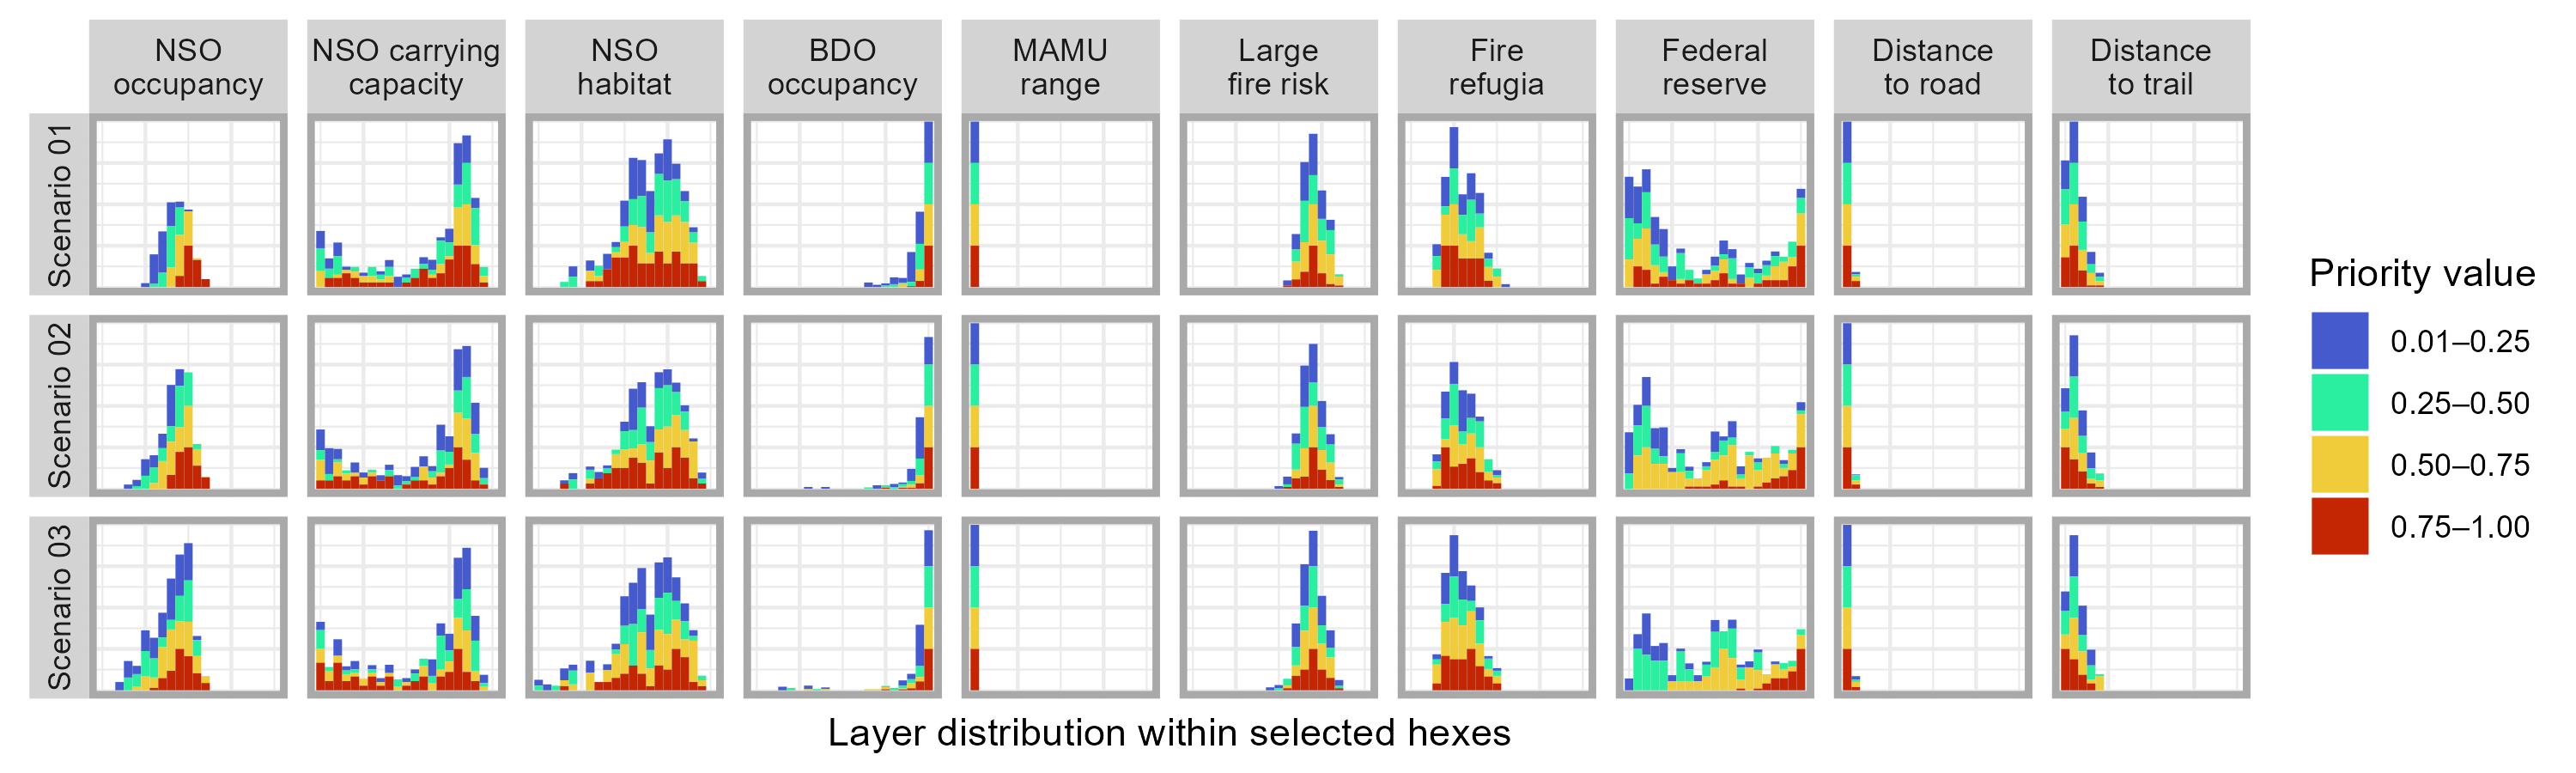 NSO
occupancy
NSO carrying
capacity
NSO
habitat
BDO
occupancy
MAMU
range
Large
fire risk
Fire
refugia
Federal
reserve
Distance
to road
Distance
to trail
Scenario 01
Scenario 02
Scenario 03
Layer distribution within selected hexes
Priority value
0.01–0.25
0.25–0.50
0.50–0.75
0.75–1.00